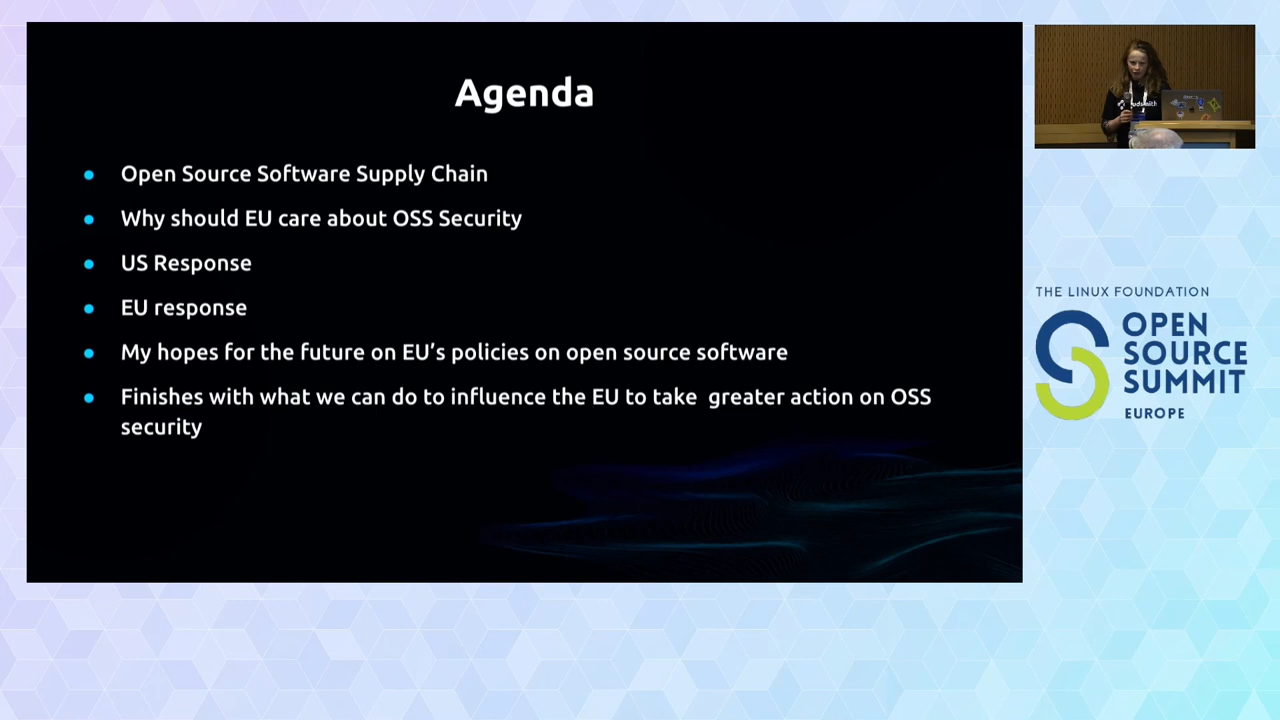 Agenda
Open Source Software Supply Chain
Why should EU care about OSS Security
US Response
EU response
My hopes for the future on EU's policies on open source software
Finishes with what we can do to influence the EU to take  greater action on OSS
security
THE LINUX FOUNDATION
OPEN
SOURCE
SUMMIT
EUROPE